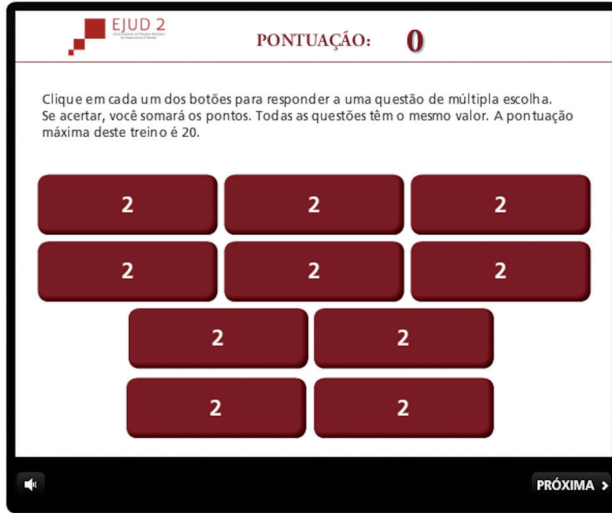 EJUD 2
PONTUAÇÃO: 0
Clique em cada um dos botões para responder a uma questão de múltipla escolha.
Se acertar, você somará os pontos. Todas as questões têm o mesmo valor. A pontuação
máxima deste treino é 20.
2 2 2
2 2 2
2 2
2 2
PRÓXIMA